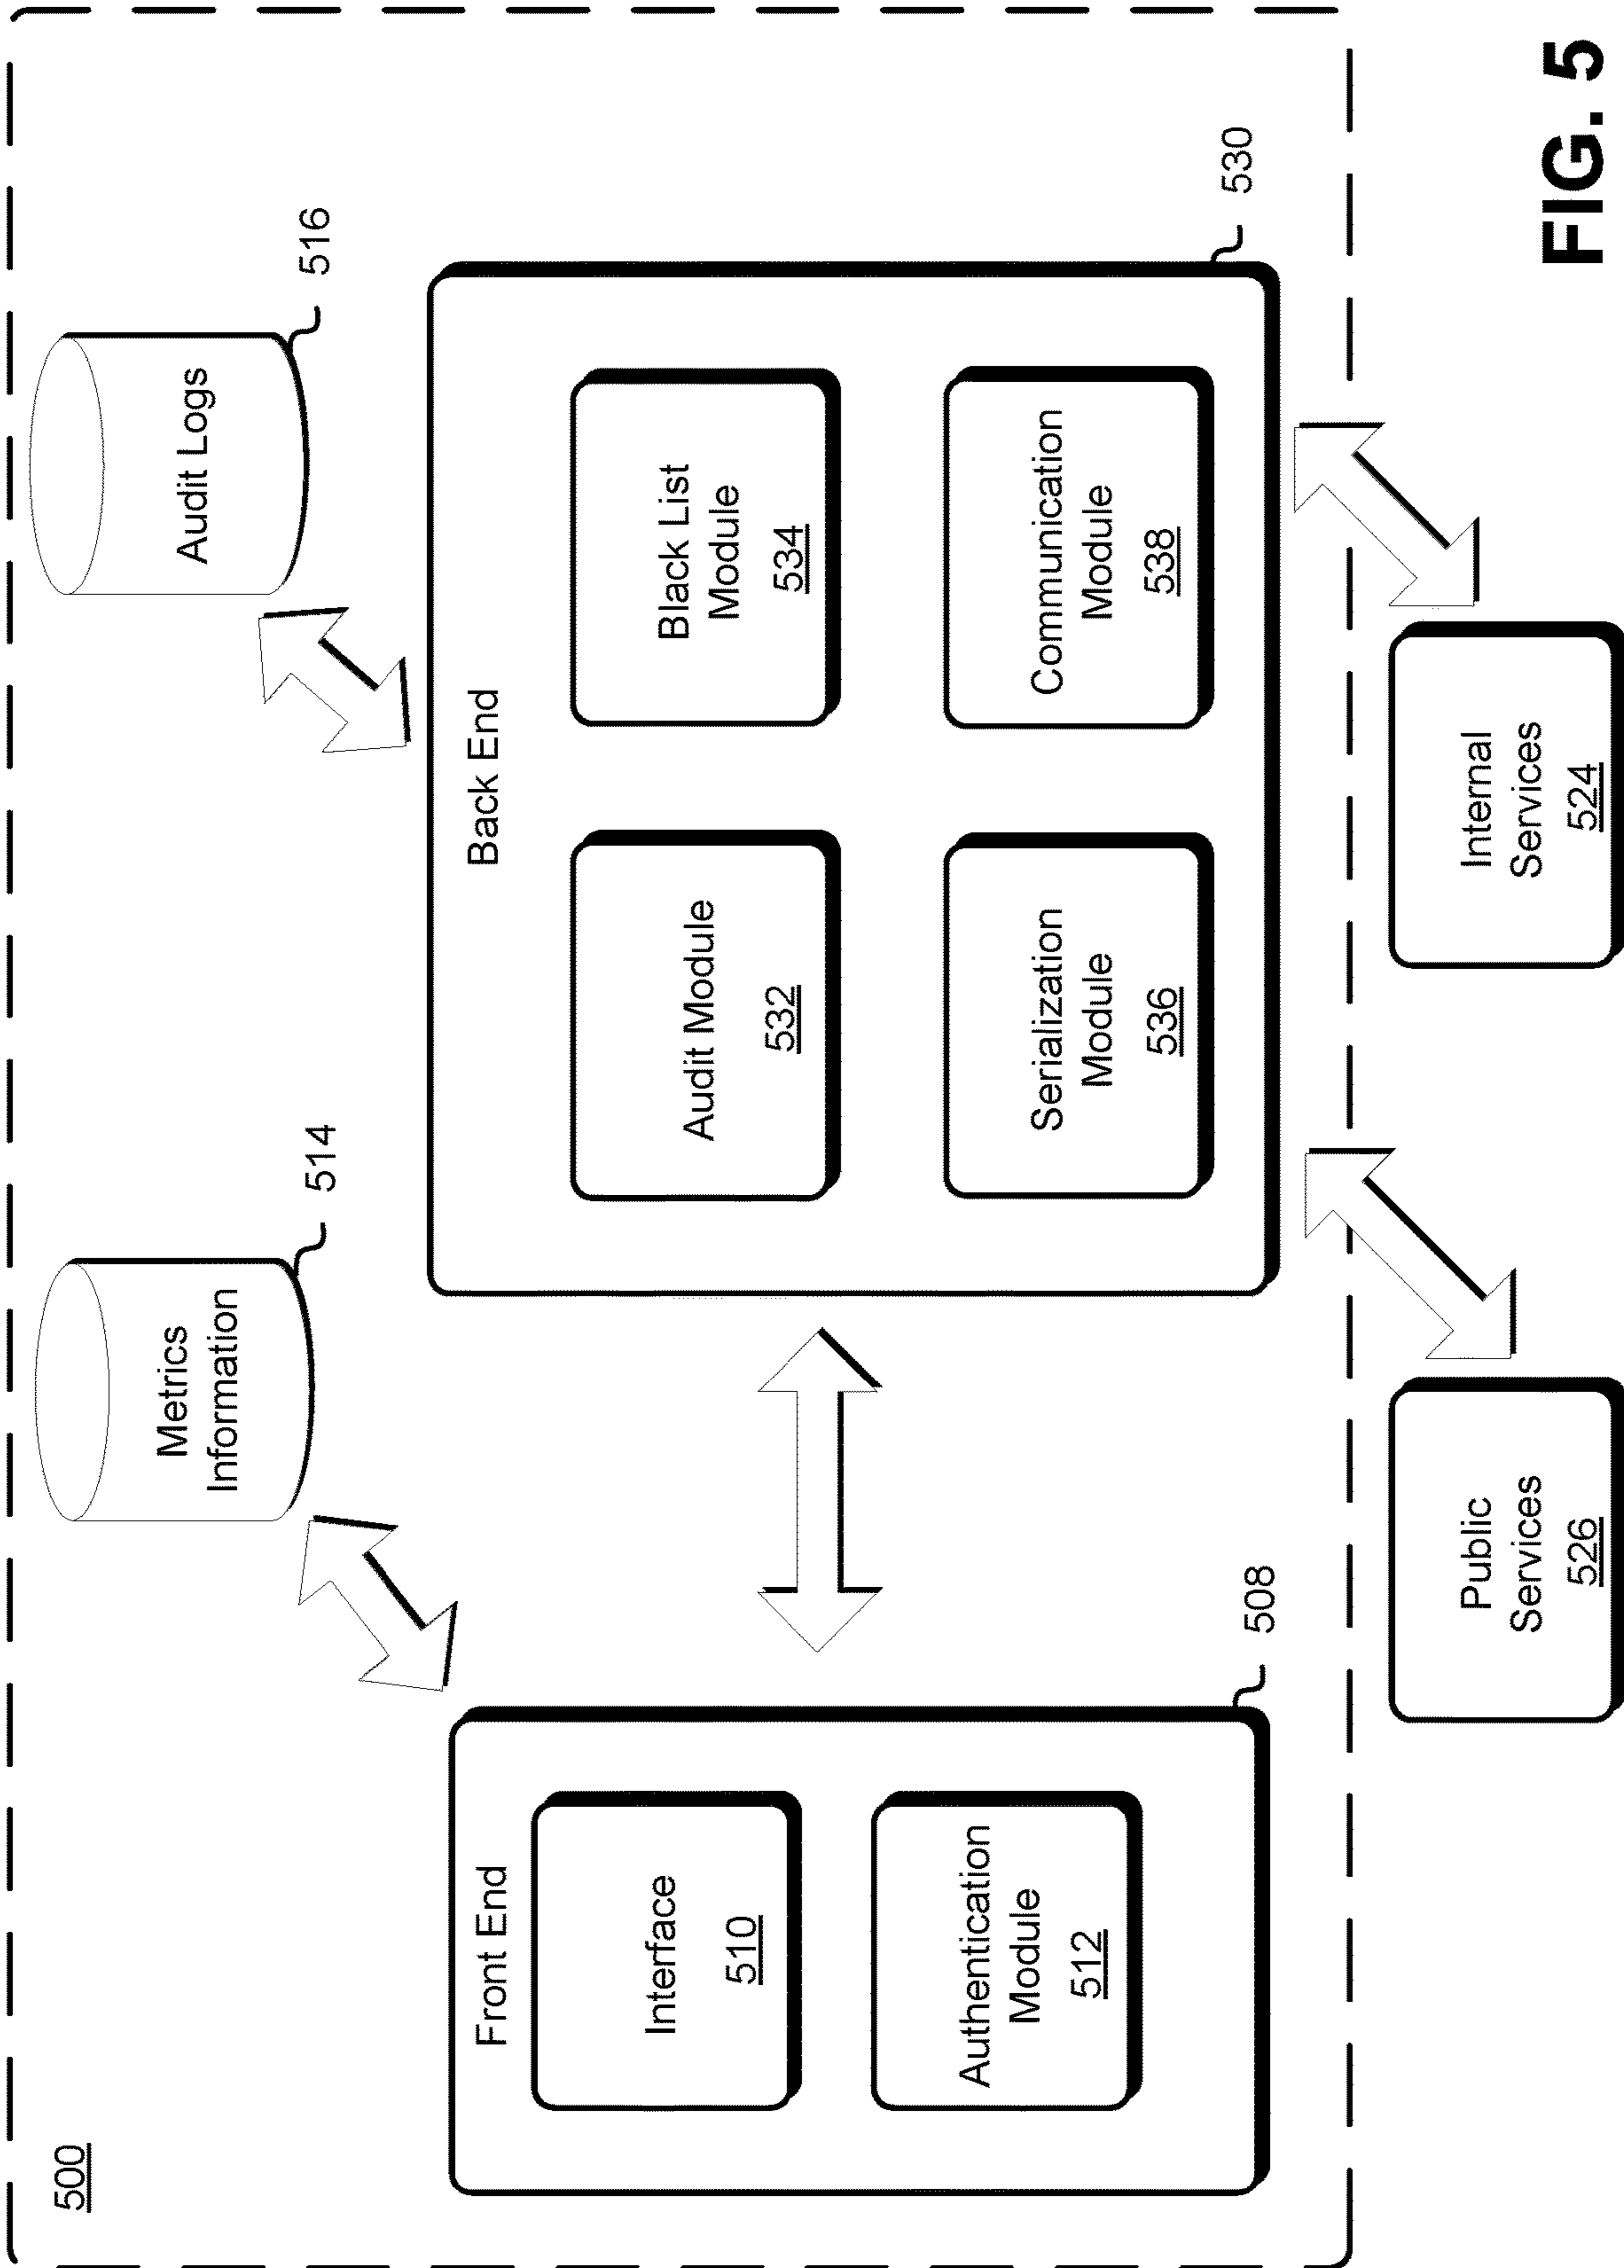 500
Metrics
Information
514
Audit Logs
516
Front End
Interface
510
Authentication
Module
512
508
Back End
Audit Module
532
Black List
Module
534
Serialization
Module
536
Communication
Module
538
530
Public
Services
526
Internal
Services
524
FIG. 5